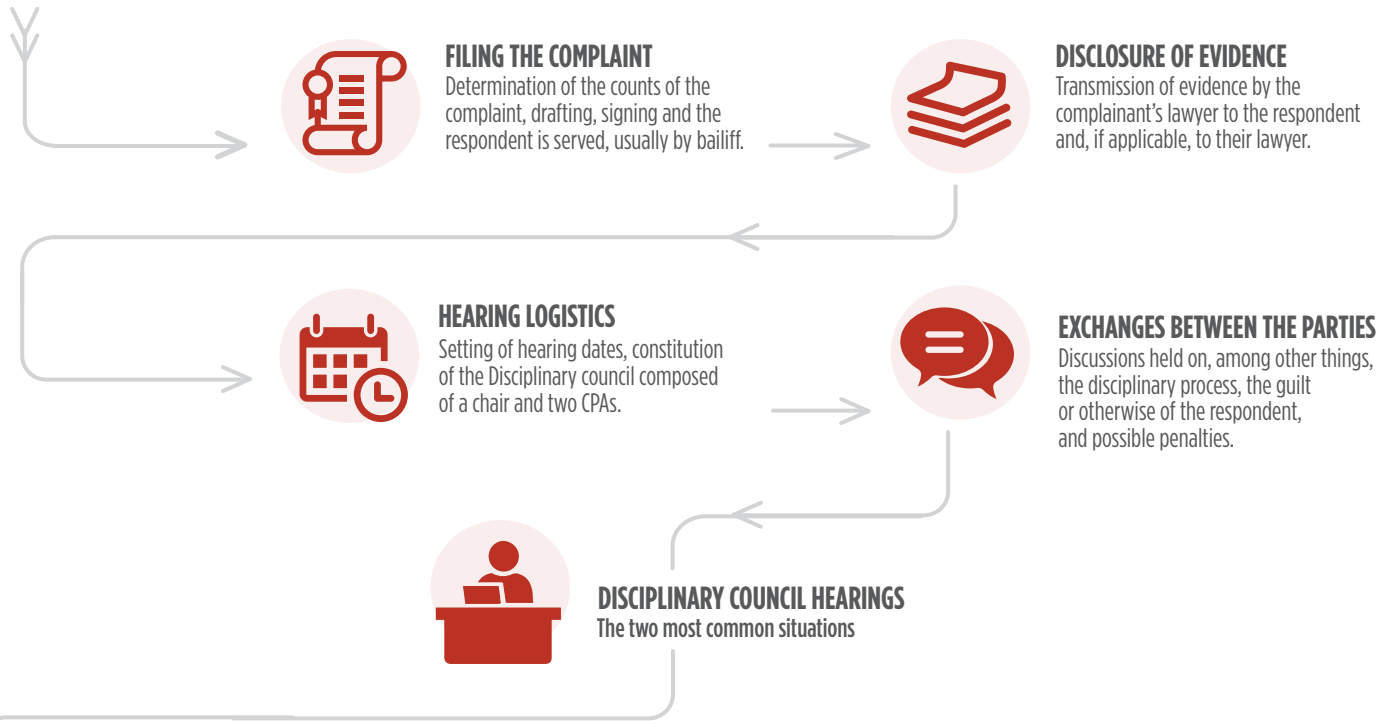 FILING THE COMPLAINT
Determination of the counts of the
complaint, drafting, signing and the
respondent is served, usually by bailiff.
DISCLOSURE OF EVIDENCE
Transmission of evidence by the
complainant's lawyer to the respondent
and, if applicable, to their lawyer.
HEARING LOGISTICS
Setting of hearing dates, constitution
of the Disciplinary council composed
of a chair and two CPAs.
EXCHANGES BETWEEN THE PARTIES
Discussions held on, among other things,
the disciplinary process, the guilt
or otherwise of the respondent,
and possible penalties.
DISCIPLINARY COUNCIL HEARINGS
The two most common situations